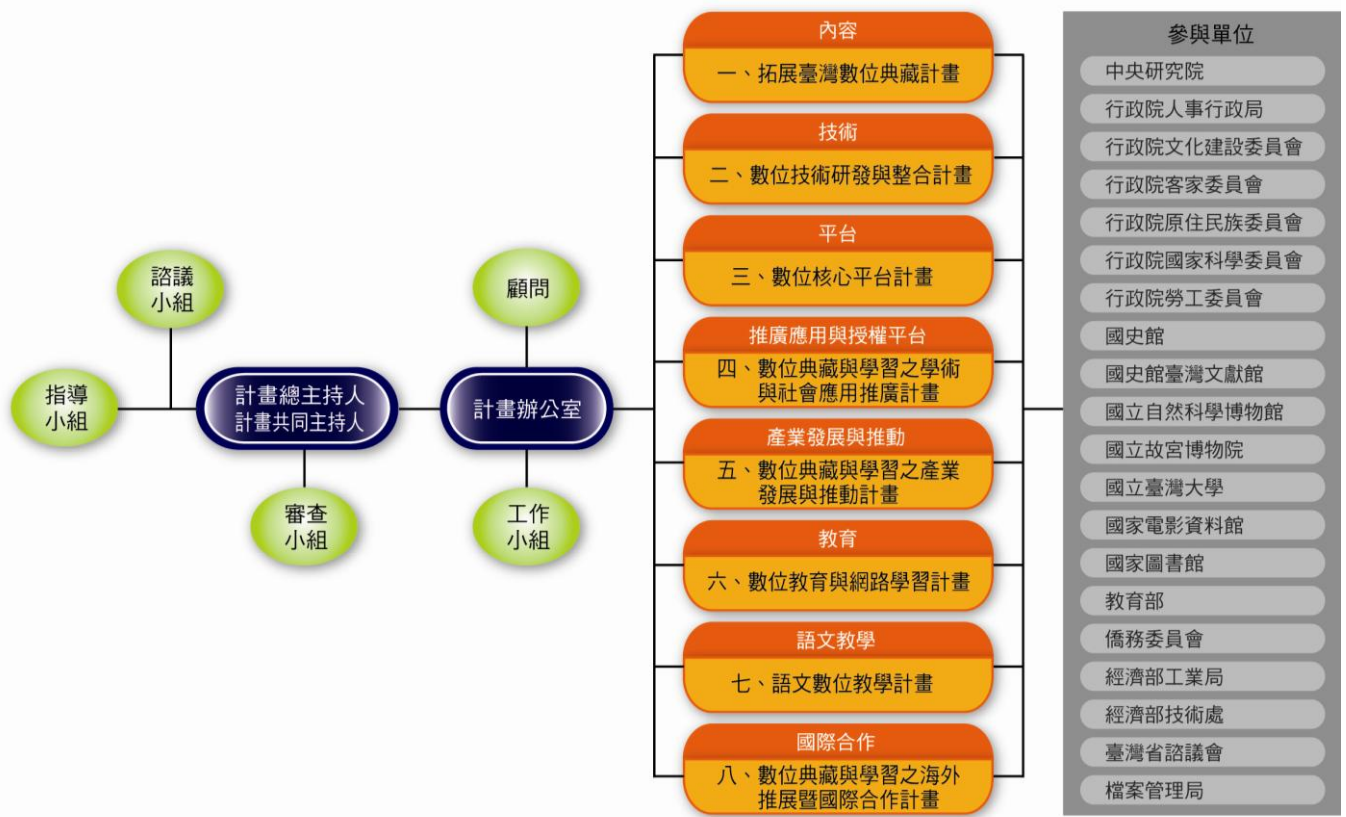 諮議
小組
指導
小組
計畫總主持人
計畫共同主持人
審查
小組
顧問
計畫辦公室
工作
小組
內容
一、拓展臺灣數位典藏計畫
技術
二、數位技術研發與整合計畫
平台
三、數位核心平台計畫
推廣應用與授權平台
四、數位典藏與學習之學術
與社會應用推廣計畫
產業發展與推動
五、數位典藏與學習之產業
發展與推動計畫
教育
六、數位教育與網路學習計畫
語文教學
七、語文數位教學計畫
國際合作
八、數位典藏與學習之海外
推展暨國際合作計畫
參與單位
中央研究院
行政院人事行政局
行政院文化建設委員會
行政院客家委員會
行政院原住民族委員會
行政院國家科學委員會
行政院勞工委員會
國史館
國史館臺灣文獻館
國立自然科學博物館
國立故宮博物院
國立臺灣大學
國家電影資料館
國家圖書館
教育部
僑務委員會
經濟部工業局
經濟部技術處
臺灣省諮議會
檔案管理局